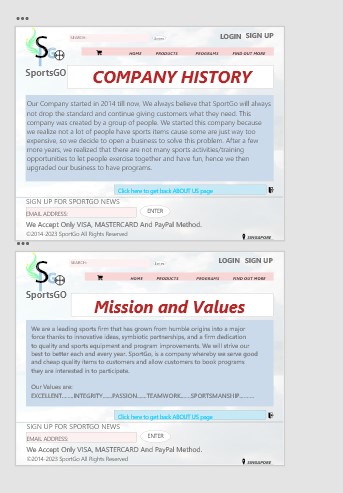 SEARCH:
LOGIN SIGN UP
HOME PRODUCTS PROGRAMS FIND OUT MORE
S
GO
SportsGO
COMPANY HISTORY
Our Company started in 2014 till now, We always believe that SportGo will always
not drop the standard and continue giving customers what they need. This
company was created by a group of people. We started this company because
we realize not a lot of people have sports items cause some are just way too
expensive, so we decide to open a business to solve this problem. After a few
more years, we realized that there are not many sports activities/training
opportunities to let people exercise together and have fun, hence we then
upgraded our business to have programs.
Click here to get back ABOUT US page
SIGN UP FOR SPORTGO NEWS
EMAIL ADDRESS:
ENTER
We Accept Only VISA, MASTERCARD And PayPal Method.
©2014-2023 SportGo All Rights Reserved
SINGAPORE
SEARCH:
LOGIN SIGN UP
HOME PRODUCTS PROGRAMS FIND OUT MORE
S
GO
SportsGO
Mission and Values
We are a leading sports firm that has grown from humble origins into a major
force thanks to innovative ideas, symbiotic partnerships, and a firm dedication
to quality and sports equipment and program improvements. We will strive our
best to better each and every year. SportGo, is a company whereby we serve good
and cheap quality items to customers and allow customers to book programs
they are interested in to participate.
Our Values are:
EXCELLENT......INTEGRITY.....PASSION.....TEAMWORK.....SPORTSMANSHIP.........
Click here to get back ABOUT US page
SIGN UP FOR SPORTGO NEWS
EMAIL ADDRESS:
ENTER
We Accept Only VISA, MASTERCARD And PayPal Method.
©2014-2023 SportGo All Rights Reserved
SINGAPORE